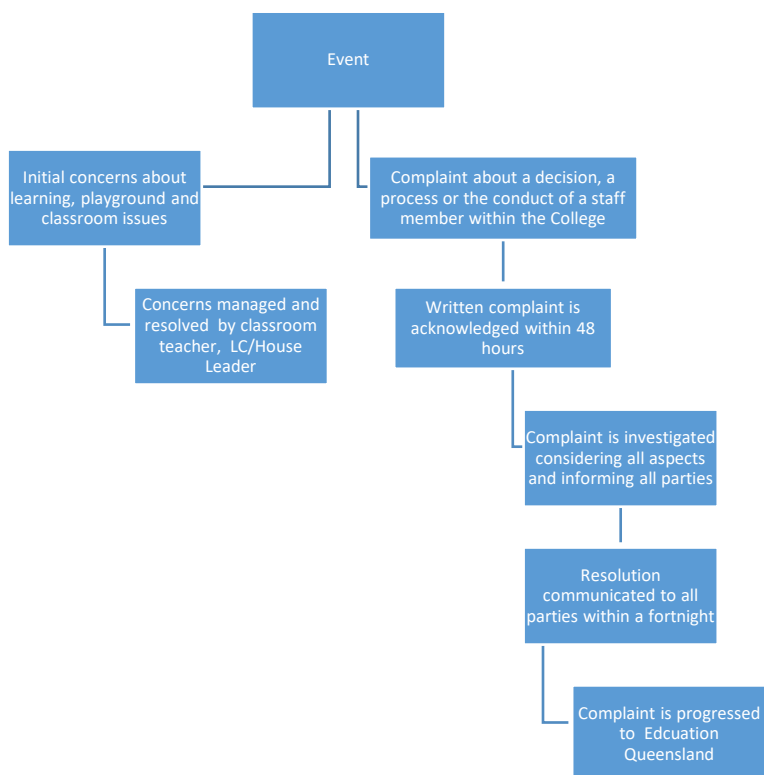 Event
Initial concerns about
learning, playground and
classroom issues
Complaint about a decision, a
process or the conduct of a staff
member within the College
Concerns managed and
resolved by classroom
teacher, LC/House
Leader
Written complaint is
acknowledged within 48
hours
Complaint is investigated
considering all aspects
and informing all parties
Resolution
communicated to all
parties within a fortnight
Complaint is progressed
to Edcuation
Queensland